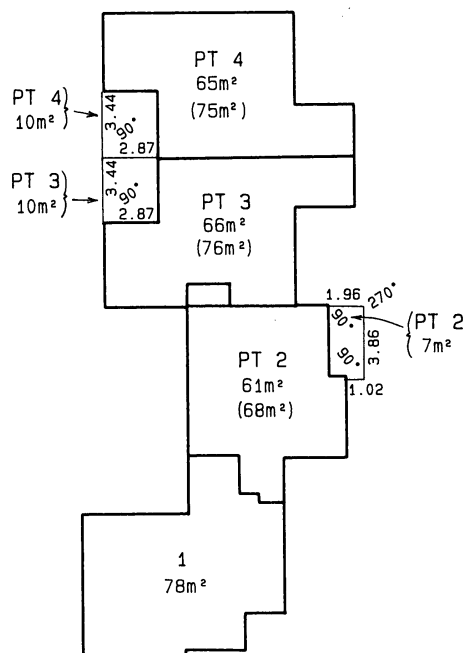 PT 4
65m²
(75m²)
PT 4
10m²
3.44
90°
2.87
PT 3
10m²
3.44
90°
2.87
PT 3
66m²
(76m²)
1.96
270°
90°
PT 2
7m²
3.86
90°
1.02
PT 2
61m²
(68m²)
1
78m²